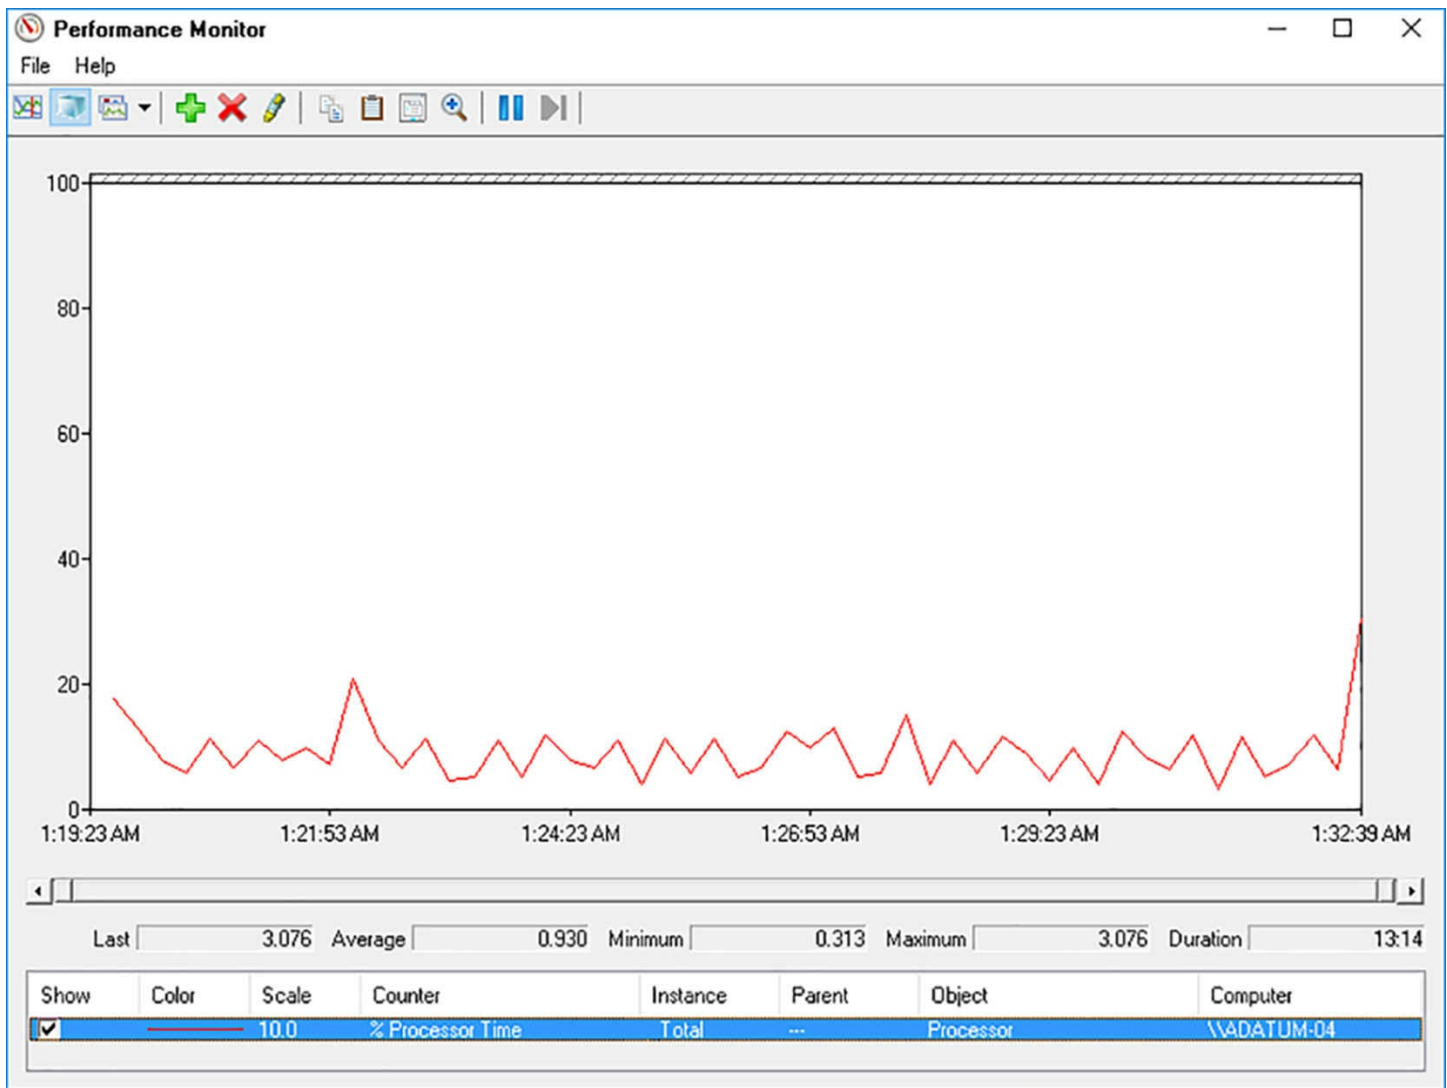 Performance Monitor
File Help
100
80
60
40
20
0
1:19:23 AM 1:21:53 AM 1:24:23 AM 1:26:53 AM 1:29:23 AM 1:32:39 AM
Last 3.076 Average 0.930 Minimum 0.313 Maximum 3.076 Duration 13:14
Show Color Scale Counter Instance Parent Object Computer
10.0 % Processor Time Total --- Processor \\ADATUM-04